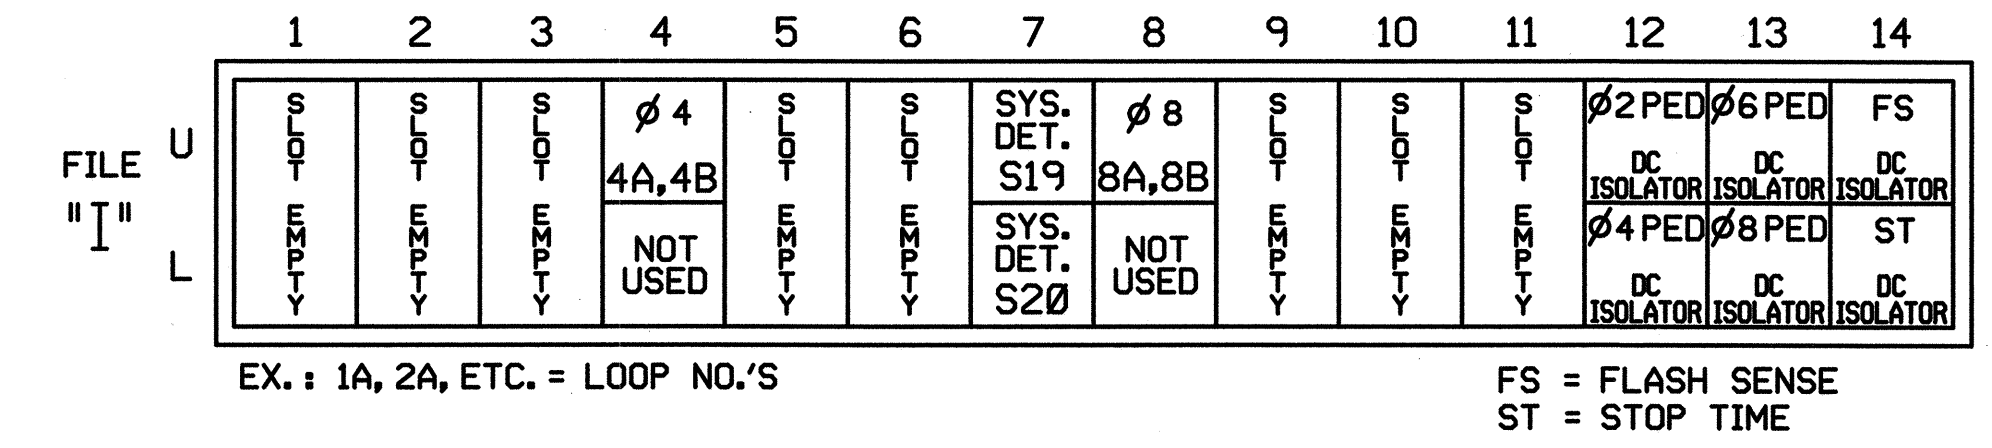 1 2 3 4 5 6 7 8 9 10 11 12 13 14
FILE "I"
U
L
SLOT EMPTY
SLOT EMPTY
SLOT EMPTY
Ø 4
4A,4B
NOT
USED
SLOT EMPTY
SLOT EMPTY
SYS.
DET.
S19
SYS.
DET.
S20
Ø 8
8A,8B
NOT
USED
SLOT EMPTY
SLOT EMPTY
SLOT EMPTY
Ø2 PED
DC
ISOLATOR
Ø4 PED
DC
ISOLATOR
Ø6 PED
DC
ISOLATOR
Ø8 PED
DC
ISOLATOR
FS
DC
ISOLATOR
ST
DC
ISOLATOR
EX.: 1A, 2A, ETC. = LOOP NO.'S
FS = FLASH SENSE
ST = STOP TIME